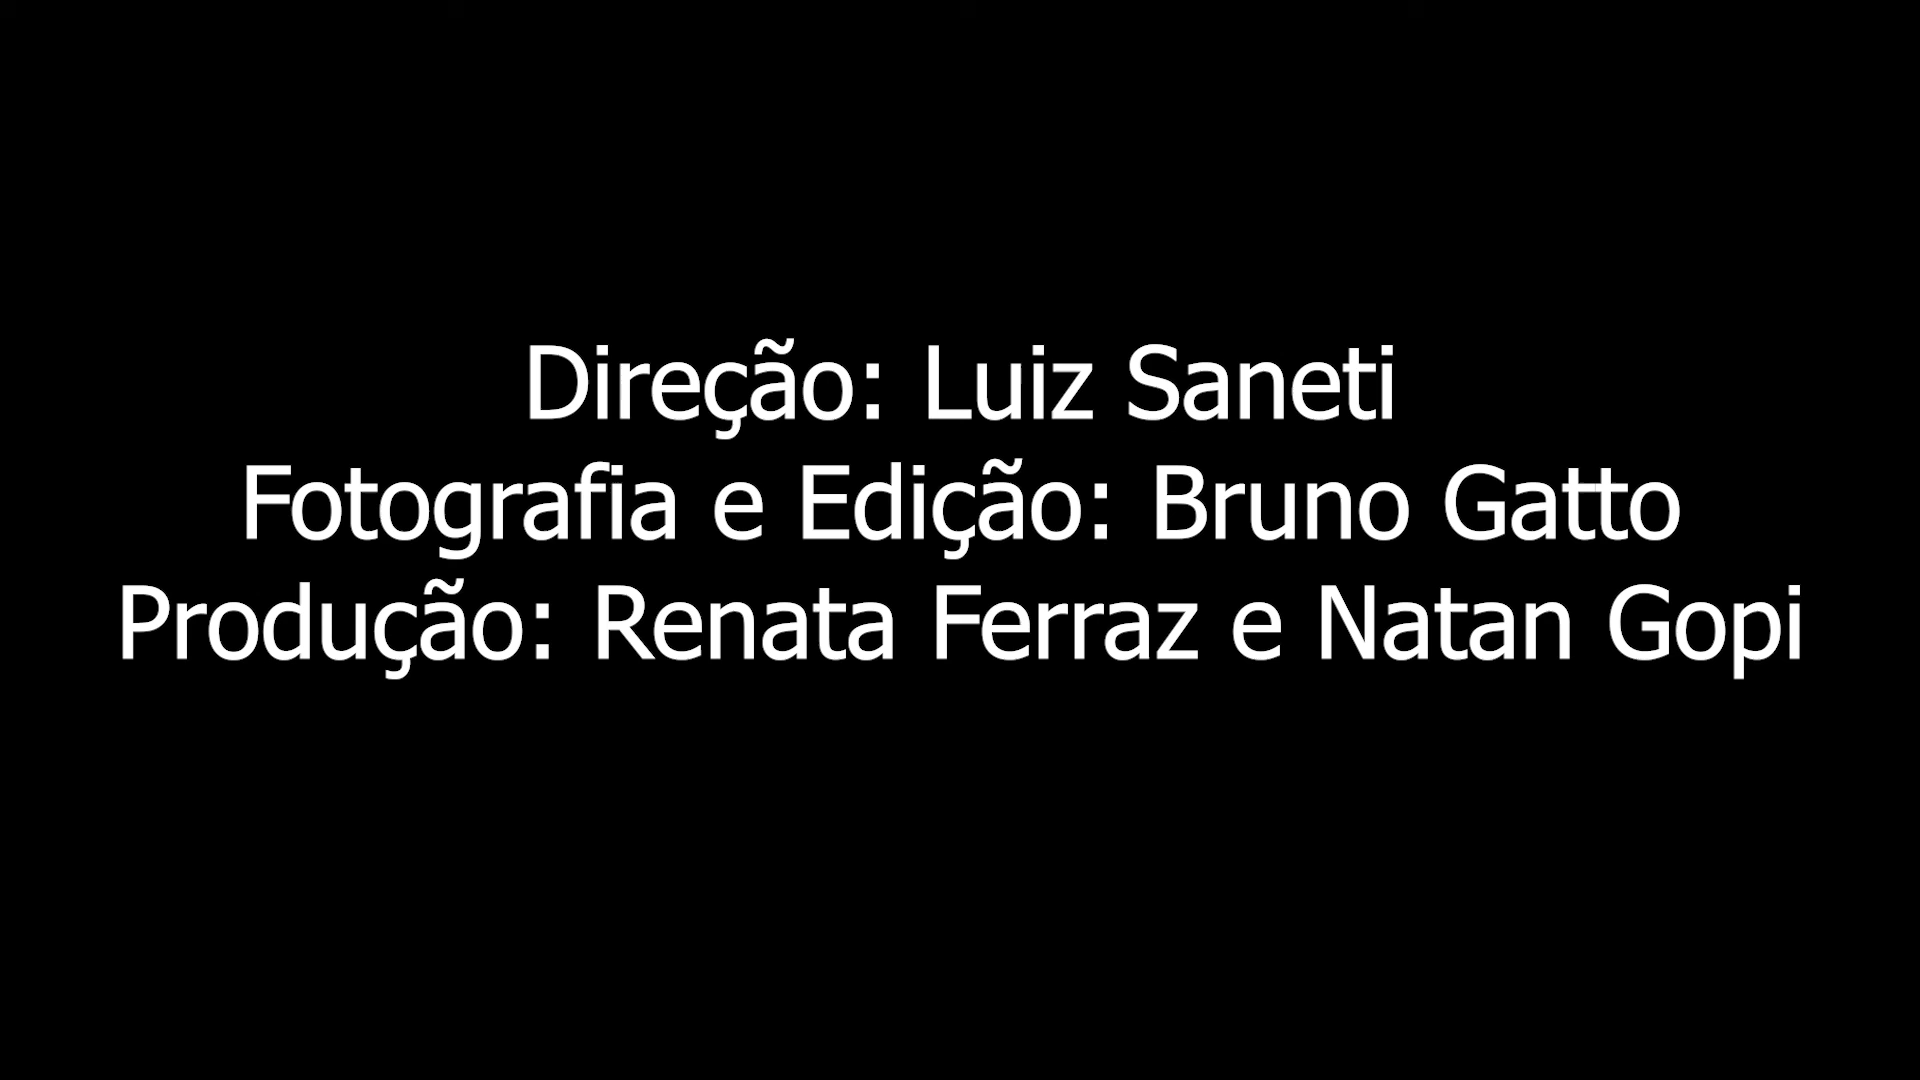 Direção: Luiz Saneti
Fotografia e Edição: Bruno Gatto
Produção: Renata Ferraz e Natan Gopi